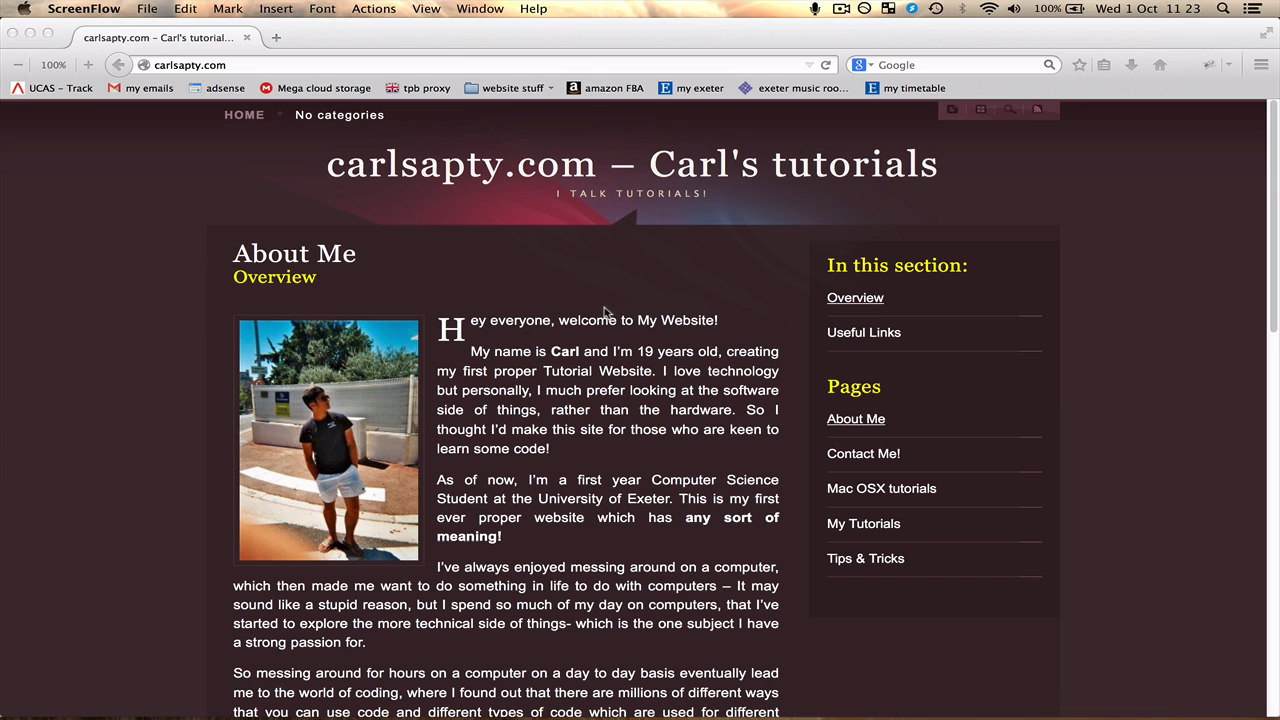 ScreenFlow File Edit Mark Insert Font Actions View Window Help 100% Wed 1 Oct 11 23
carlsapty.com – Carl's tutorial...
100% carlsapty.com Google
UCAS - Track my emails adsense Mega cloud storage tpb proxy website stuff amazon FBA my exeter exeter music roo... my timetable
HOME No categories
carlsapty.com – Carl's tutorials
I TALK TUTORIALS!
About Me
Overview
Hey everyone, welcome to My Website!
My name is Carl and I'm 19 years old, creating
my first proper Tutorial Website. I love technology
but personally, I much prefer looking at the software
side of things, rather than the hardware. So I
thought I'd make this site for those who are keen to
learn some code!
As of now, I'm a first year Computer Science
Student at the University of Exeter. This is my first
ever proper website which has any sort of
meaning!
I've always enjoyed messing around on a computer,
which then made me want to do something in life to do with computers – It may
sound like a stupid reason, but I spend so much of my day on computers, that I've
started to explore the more technical side of things- which is the one subject I have
a strong passion for.
So messing around for hours on a computer on a day to day basis eventually lead
me to the world of coding, where I found out that there are millions of different ways
that you can use code and different types of code which are used for different
In this section:
Overview
Useful Links
Pages
About Me
Contact Me!
Mac OSX tutorials
My Tutorials
Tips & Tricks